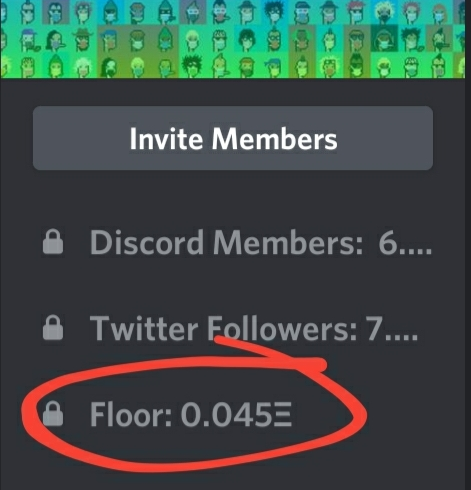 Invite Members
Discord Members: 6....
Twitter Followers: 7....
Floor: 0.045Ξ